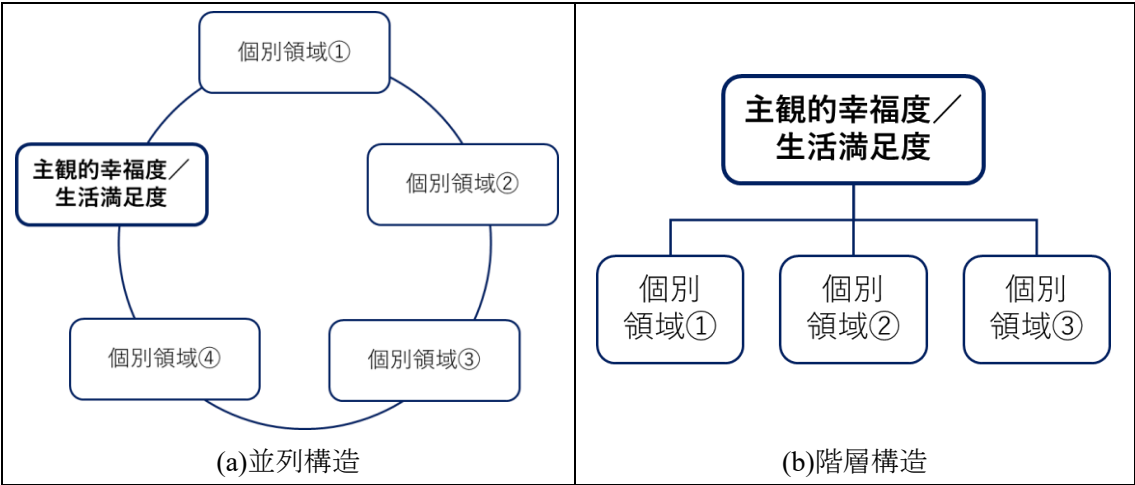 個別領域①
主観的幸福度／
生活満足度
個別領域②
個別領域④
個別領域③
(a)並列構造
主観的幸福度／
生活満足度
個別
領域①
個別
領域②
個別
領域③
(b)階層構造